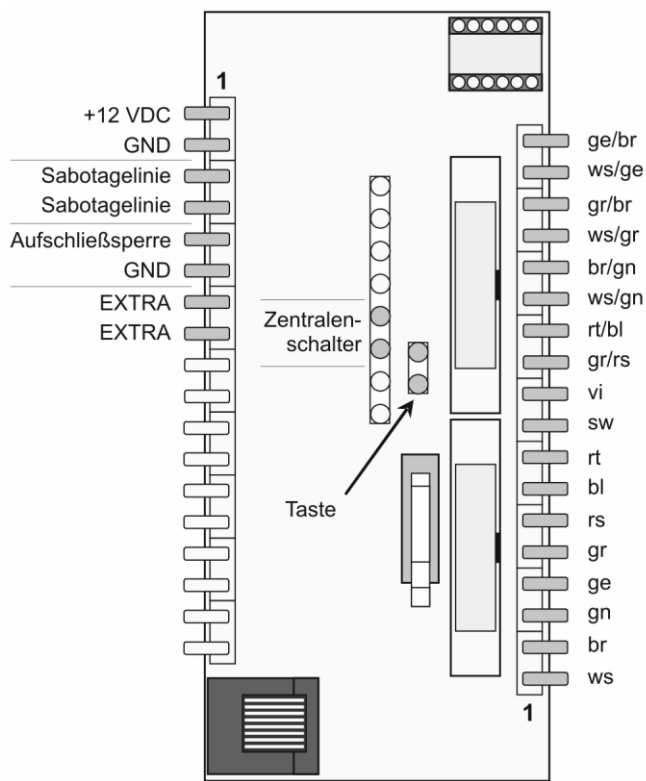 1
+12 VDC
GND
Sabotagelinie
Sabotagelinie
Aufschließsperre
GND
EXTRA
EXTRA
Zentralen-
schalter
Taste
ge/br
ws/ge
gr/br
ws/gr
br/gn
ws/gn
rt/bl
gr/rs
vi
sw
rt
bl
rs
gr
ge
gn
br
ws
1